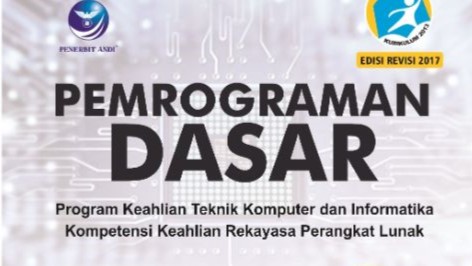 PENERBIT ANDI
KURIKULUM 2013
EDISI REVISI 2017
PEMROGRAMAN
DASAR
Program Keahlian Teknik Komputer dan Informatika
Kompetensi Keahlian Rekayasa Perangkat Lunak